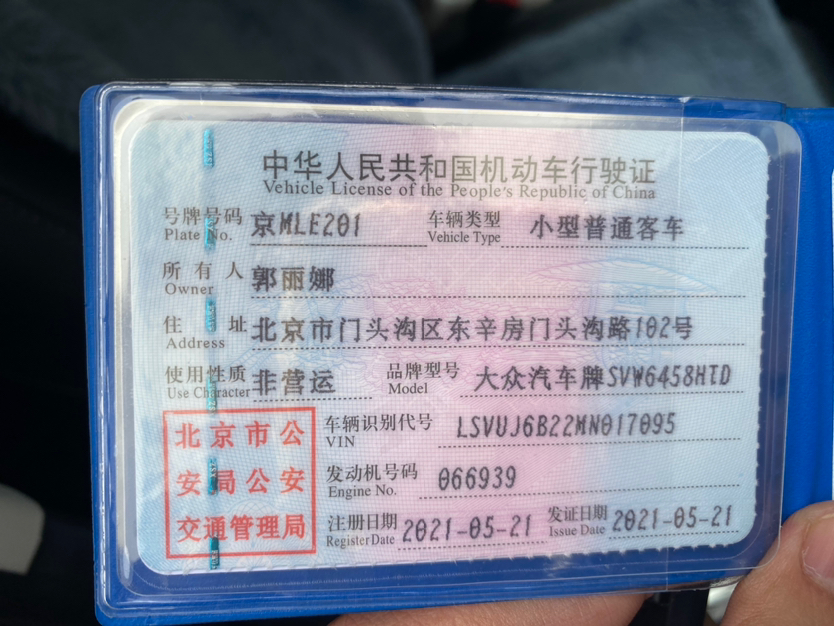 中华人民共和国机动车行驶证
Vehicle License of the People's Republic of China
号牌号码 京MLE201 车辆类型 小型普通客车
Plate No. Vehicle Type
所有人 郭丽娜
Owner
住址 北京市门头沟区东辛房门头沟路102号
Address
使用性质 非营运 品牌型号 大众汽车牌SVW6458HTD
Use Character Model
北京市公
安局公安
交通管理局
车辆识别代号 LSVUJ6B22MN017095
VIN
发动机号码 066939
Engine No.
注册日期 2021-05-21 发证日期 2021-05-21
Register Date Issue Date